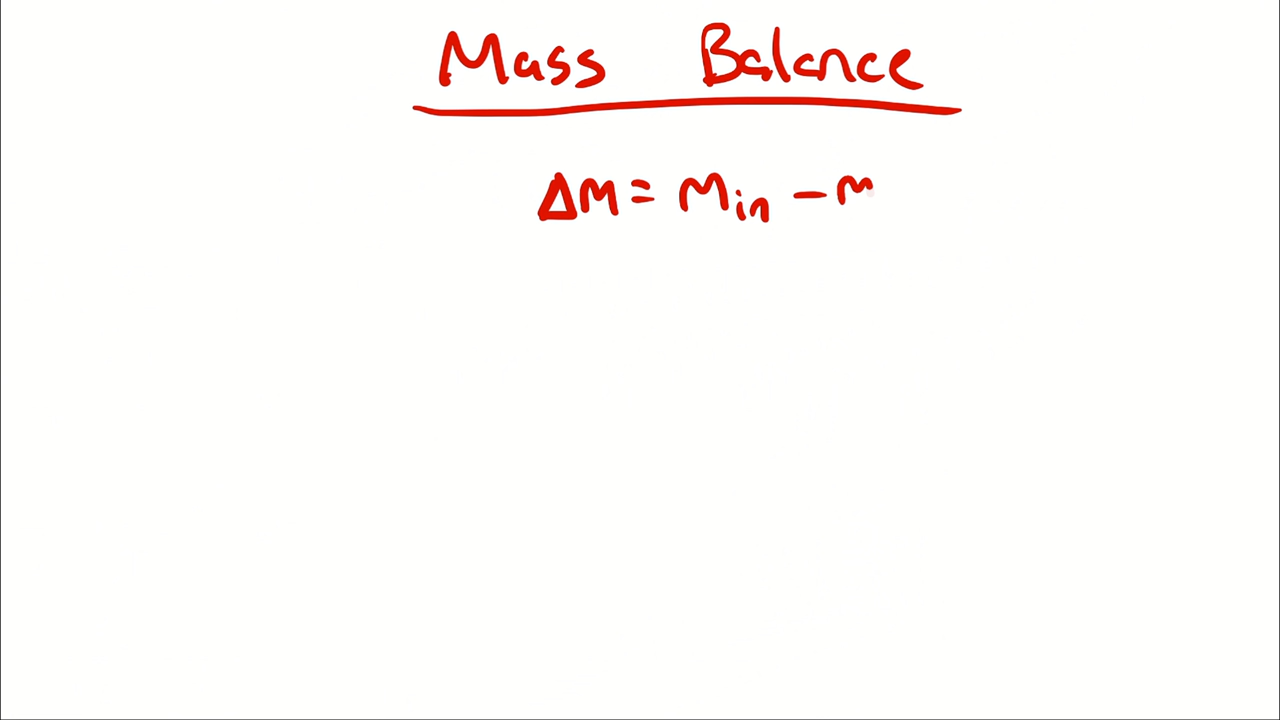 Mass Balance
ΔM = Min - m